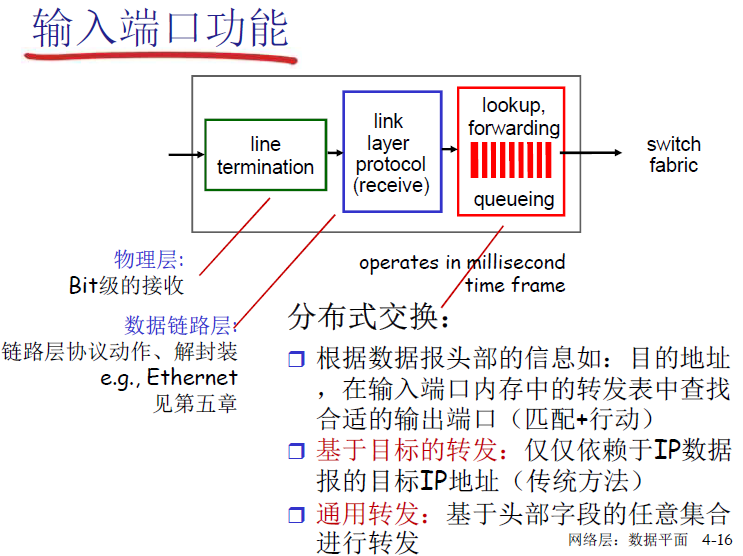 输入端口功能
line
termination
link
layer
protocol
(receive)
lookup,
forwarding
queueing
switch
fabric
物理层:
Bit级的接收
数据链路层:
链路层协议动作、解封装
e.g., Ethernet
见第五章
operates in millisecond
time frame
分布式交换：
根据数据报头部的信息如：目的地址
，在输入端口内存中的转发表中查找
合适的输出端口（匹配+行动）
基于目标的转发：仅仅依赖于IP数据
报的目标IP地址（传统方法）
通用转发：基于头部字段的任意集合
进行转发
网络层：数据平面 4-16